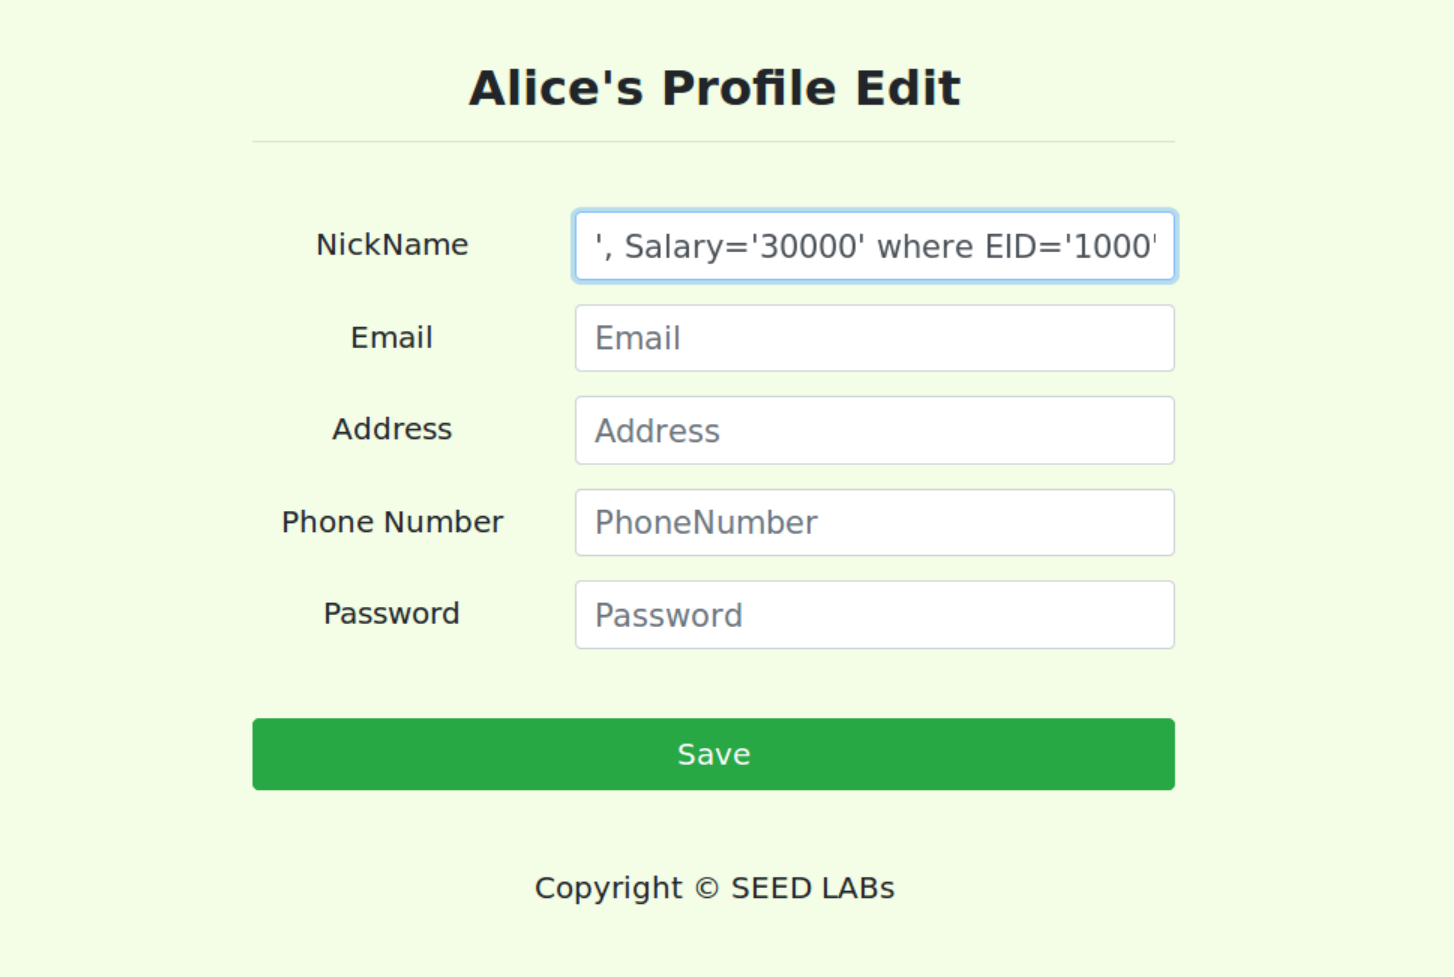 Alice's Profile Edit
NickName ', Salary='30000' where EID='1000'
Email Email
Address Address
Phone Number PhoneNumber
Password Password
Save
Copyright © SEED LABs